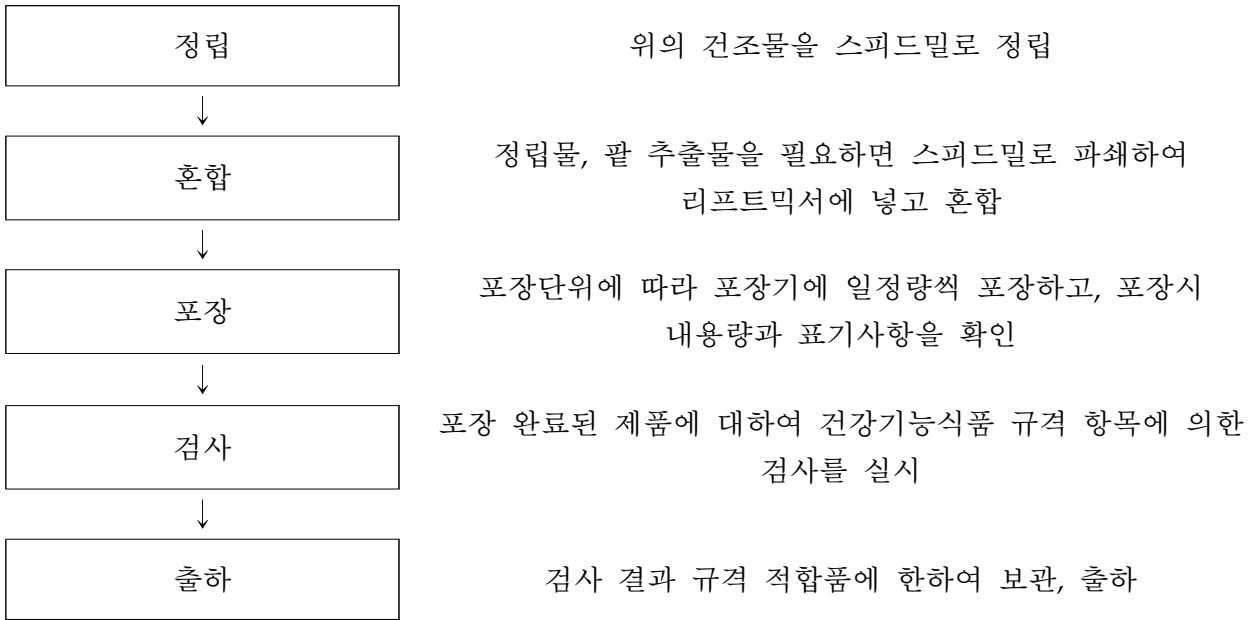 정립
위의 건조물을 스피드밀로 정립
↓
혼합
정립물, 팥 추출물을 필요하면 스피드밀로 파쇄하여
리프트믹서에 넣고 혼합
↓
포장
포장단위에 따라 포장기에 일정량씩 포장하고, 포장시
내용량과 표기사항을 확인
↓
검사
포장 완료된 제품에 대하여 건강기능식품 규격 항목에 의한
검사를 실시
↓
출하
검사 결과 규격 적합품에 한하여 보관, 출하